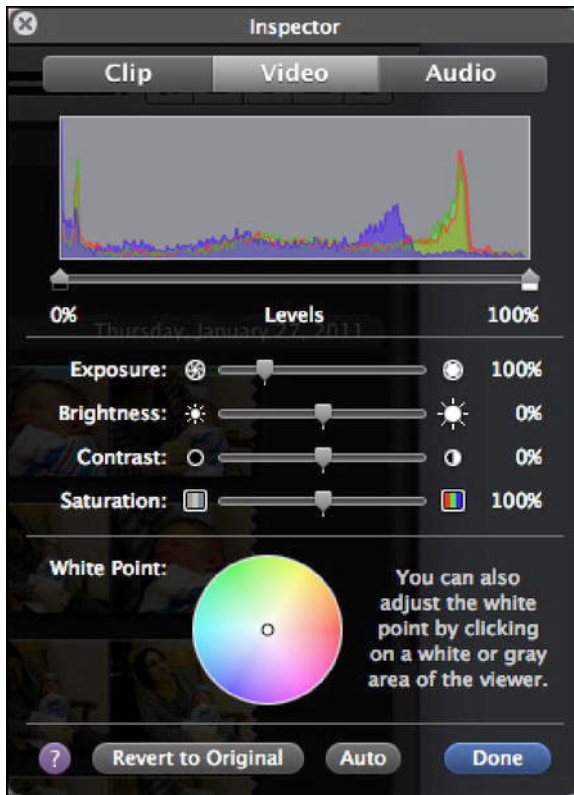 Inspector
Clip Video Audio
0% Levels 100%
Thursday, January 27, 2011
Exposure: 100%
Brightness: 0%
Contrast: 0%
Saturation: 100%
White Point:
You can also
adjust the white
point by clicking
on a white or gray
area of the viewer.
? Revert to Original Auto Done